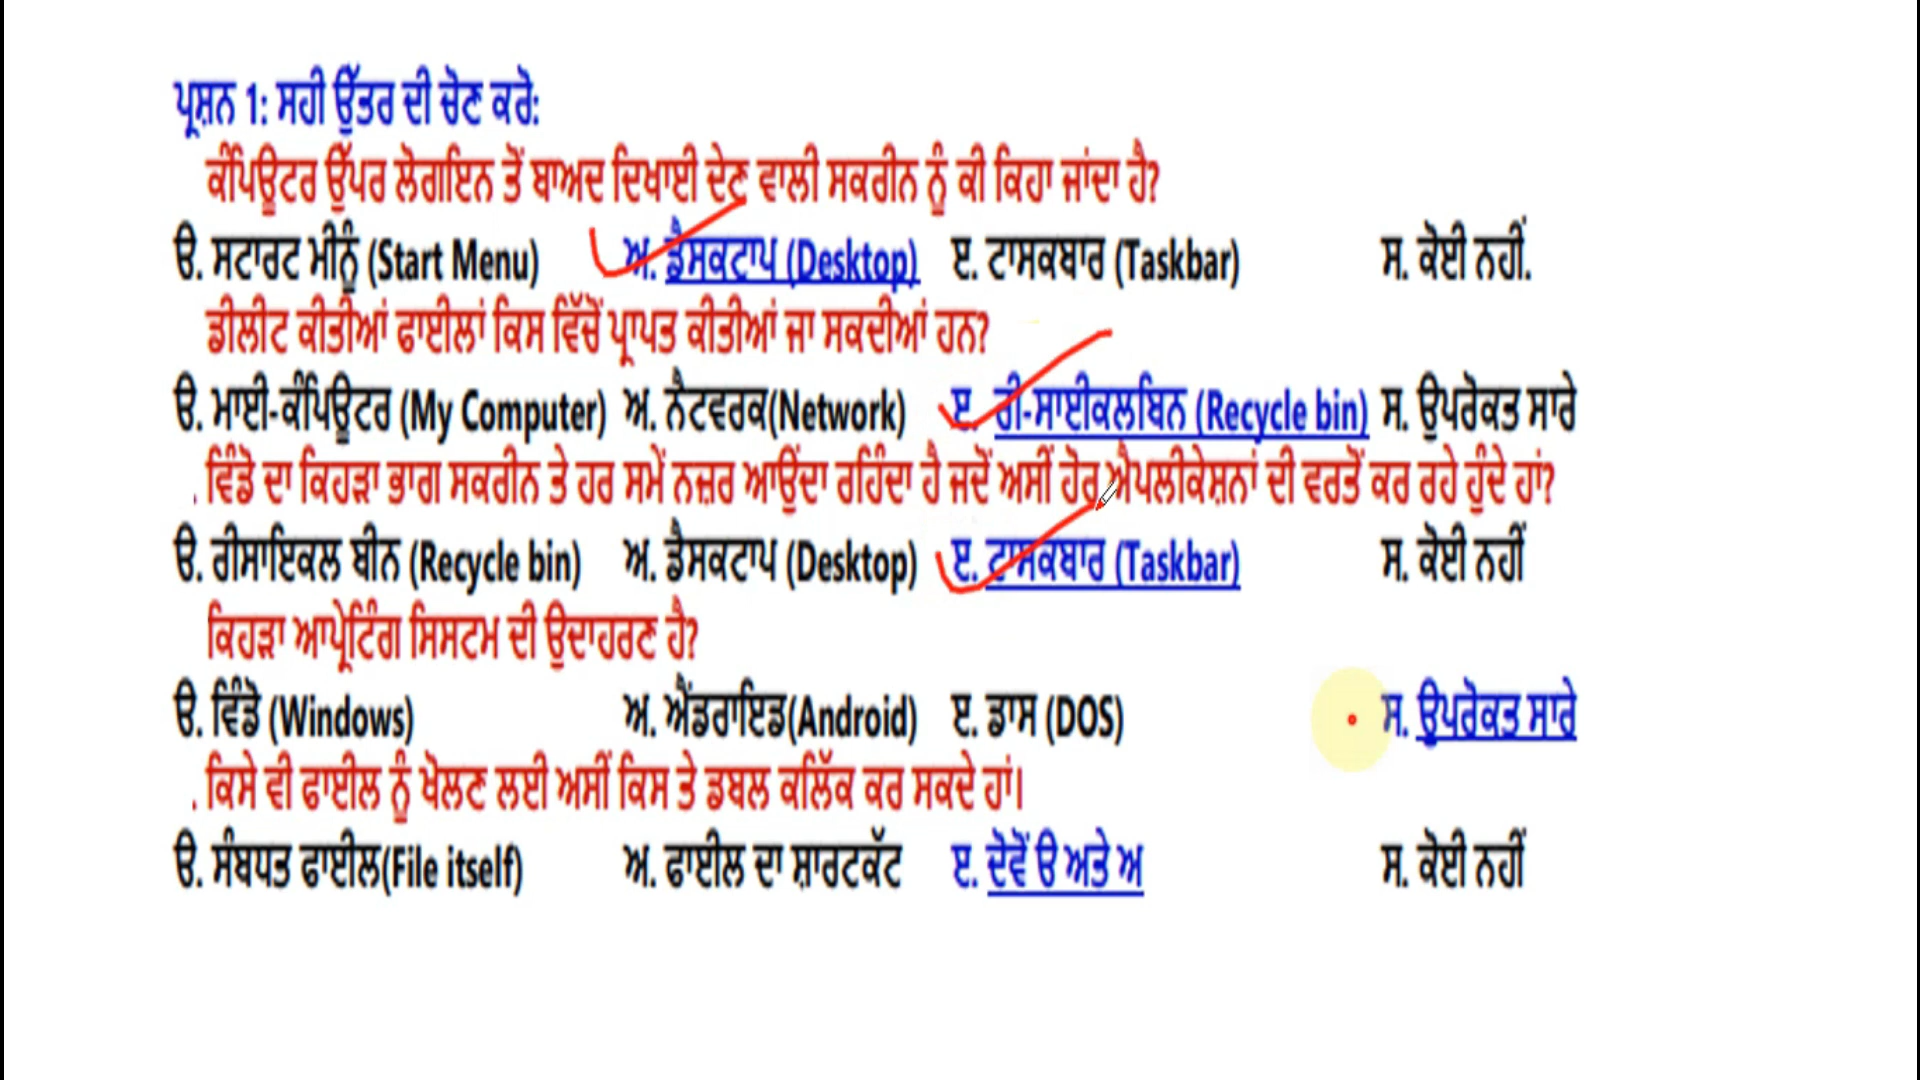 ਪ੍ਰਸ਼ਨ 1: ਸਹੀ ਉੱਤਰ ਦੀ ਚੋਣ ਕਰੋ:
ਕੰਪਿਊਟਰ ਉੱਪਰ ਲੋਗਇਨ ਤੋਂ ਬਾਅਦ ਦਿਖਾਈ ਦੇਣ ਵਾਲੀ ਸਕਰੀਨ ਨੂੰ ਕੀ ਕਿਹਾ ਜਾਂਦਾ ਹੈ?
ੳ. ਸਟਾਰਟ ਮੀਨੂੰ (Start Menu) ਅ. ਡੈਸਕਟਾਪ (Desktop) ੲ. ਟਾਸਕਬਾਰ (Taskbar) ਸ. ਕੋਈ ਨਹੀਂ.
ਡੀਲੀਟ ਕੀਤੀਆਂ ਫਾਈਲਾਂ ਕਿਸ ਵਿੱਚੋਂ ਪ੍ਰਾਪਤ ਕੀਤੀਆਂ ਜਾ ਸਕਦੀਆਂ ਹਨ?
ੳ. ਮਾਈ-ਕੰਪਿਊਟਰ (My Computer) ਅ. ਨੈਟਵਰਕ(Network) ੲ. ਰੀ-ਸਾਈਕਲਬਿਨ (Recycle bin) ਸ. ਉਪਰੋਕਤ ਸਾਰੇ
. ਵਿੰਡੋ ਦਾ ਕਿਹੜਾ ਭਾਗ ਸਕਰੀਨ ਤੇ ਹਰ ਸਮੇਂ ਨਜ਼ਰ ਆਉਂਦਾ ਰਹਿੰਦਾ ਹੈ ਜਦੋਂ ਅਸੀਂ ਹੋਰ ਐਪਲੀਕੇਸ਼ਨਾਂ ਦੀ ਵਰਤੋਂ ਕਰ ਰਹੇ ਹੁੰਦੇ ਹਾਂ?
ੳ. ਰੀਸਾਇਕਲ ਬੀਨ (Recycle bin) ਅ. ਡੈਸਕਟਾਪ (Desktop) ੲ. ਟਾਸਕਬਾਰ (Taskbar) ਸ. ਕੋਈ ਨਹੀਂ
ਕਿਹੜਾ ਆਪ੍ਰੇਟਿੰਗ ਸਿਸਟਮ ਦੀ ਉਦਾਹਰਣ ਹੈ?
ੳ. ਵਿੰਡੋ (Windows) ਅ. ਐਂਡਰਾਇਡ(Android) ੲ. ਡਾਸ (DOS) ਸ. ਉਪਰੋਕਤ ਸਾਰੇ
. ਕਿਸੇ ਵੀ ਫਾਈਲ ਨੂੰ ਖੋਲਣ ਲਈ ਅਸੀਂ ਕਿਸ ਤੇ ਡਬਲ ਕਲਿੱਕ ਕਰ ਸਕਦੇ ਹਾਂ।
ੳ. ਸੰਬਧਤ ਫਾਈਲ(File itself) ਅ. ਫਾਈਲ ਦਾ ਸ਼ਾਰਟਕੱਟ ੲ. ਦੋਵੇਂ ੳ ਅਤੇ ਅ ਸ. ਕੋਈ ਨਹੀਂ